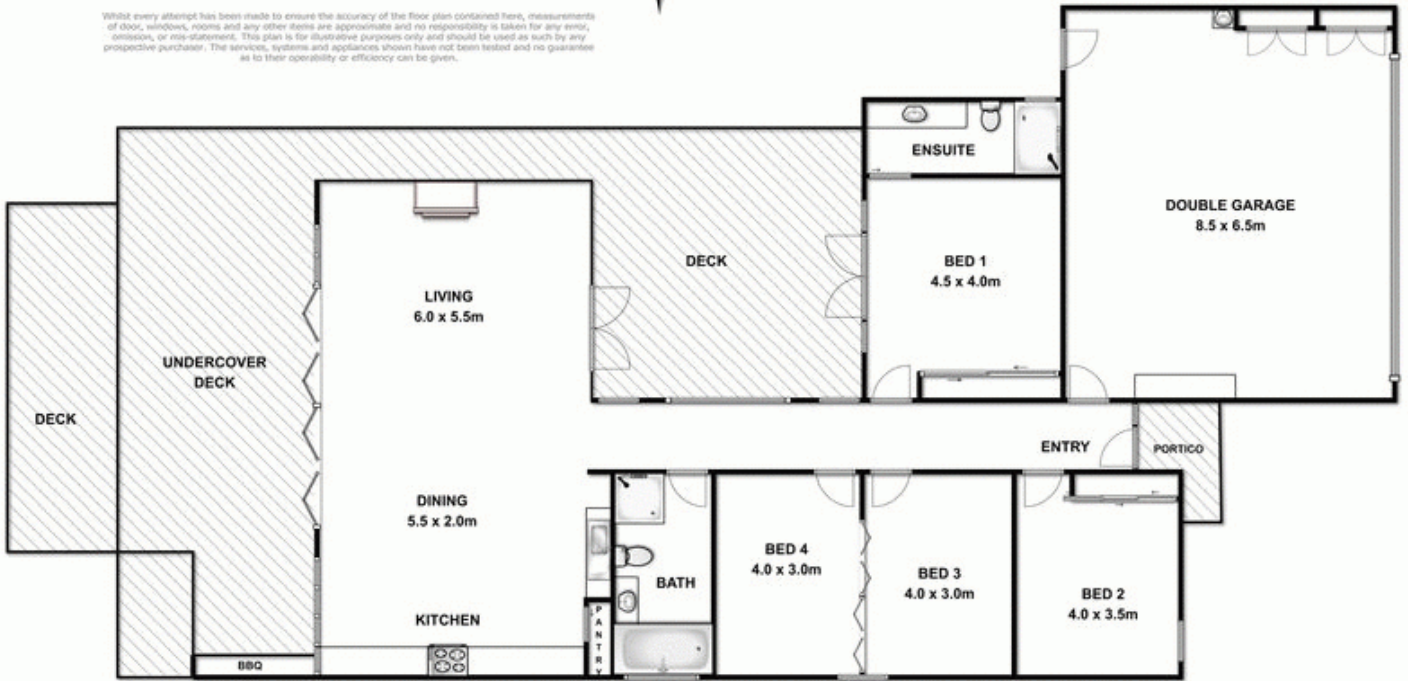 Whilst every attempt has been made to ensure the accuracy of the floor plan contained here, measurements
of door, windows, rooms and any other items are approximate and no responsibility is taken for any error,
omission, or mis-statement. This plan is for illustrative purposes only and should be used as such by any
prospective purchaser. The services, systems and appliances shown have not been tested and no guarantee
as to their operability or efficiency can be given.
ENSUITE
DOUBLE GARAGE
8.5 x 6.5m
DECK
BED 1
4.5 x 4.0m
LIVING
6.0 x 5.5m
UNDERCOVER
DECK
DECK
ENTRY
PORTICO
DINING
5.5 x 2.0m
BED 4
4.0 x 3.0m
BATH
BED 3
4.0 x 3.0m
BED 2
4.0 x 3.5m
KITCHEN
PANTRY
BBQ